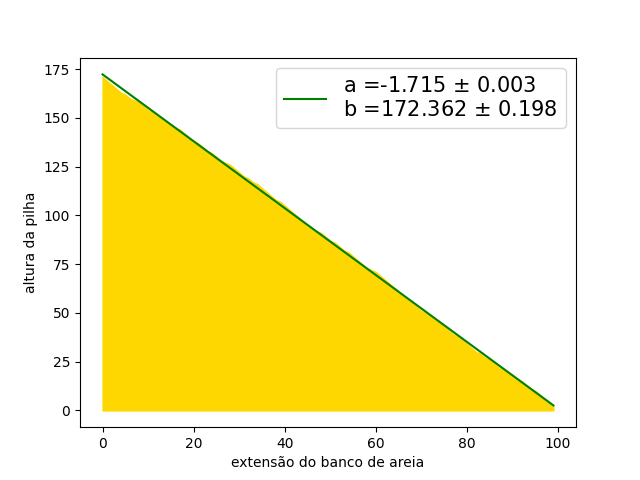 a =-1.715 ± 0.003
b =172.362 ± 0.198
altura da pilha
175
150
125
100
75
50
25
0
0 20 40 60 80 100
extensão do banco de areia